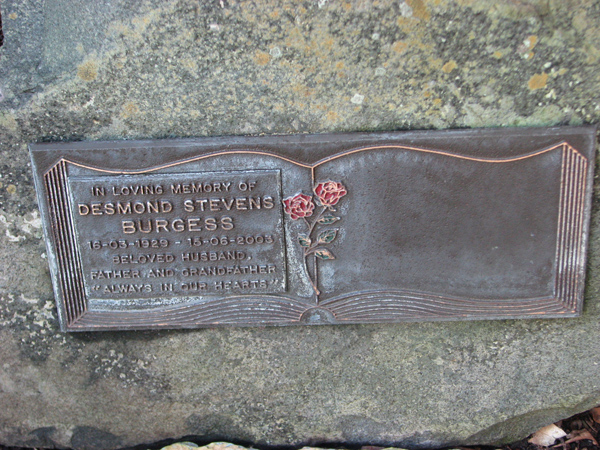 IN LOVING MEMORY OF
DESMOND STEVENS
BURGESS
16-03-1929 - 15-06-2003
BELOVED HUSBAND,
FATHER AND GRANDFATHER
"ALWAYS IN OUR HEARTS"